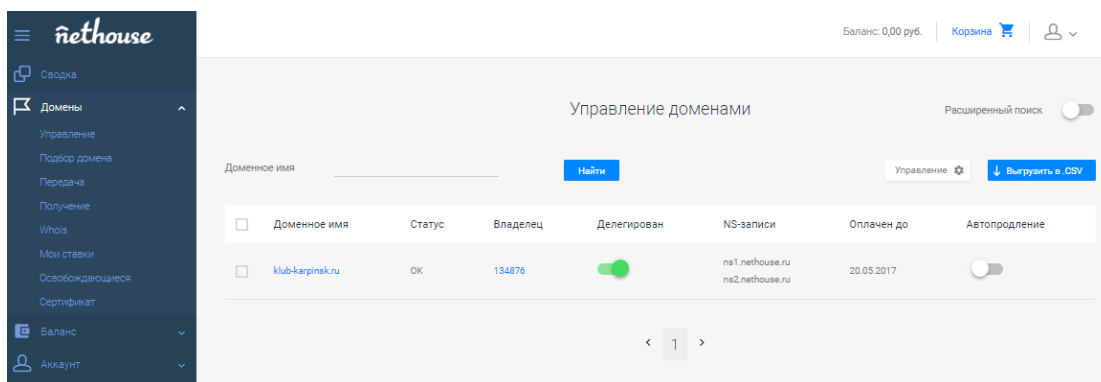 n̂ethouse
Баланс: 0,00 руб.
Корзина
Сводка
Домены
Управление
Подбор домена
Передача
Получение
Whois
Мои ставки
Освобождающиеся
Сертификат
Баланс
Аккаунт
Управление доменами
Расширенный поиск
Доменное имя
Найти
Управление
Выгрузить в .CSV
Доменное имя Статус Владелец Делегирован NS-записи Оплачен до Автопродление
klub-karpinsk.ru OK 134876 ns1.nethouse.ru 20.05.2017
ns2.nethouse.ru
1